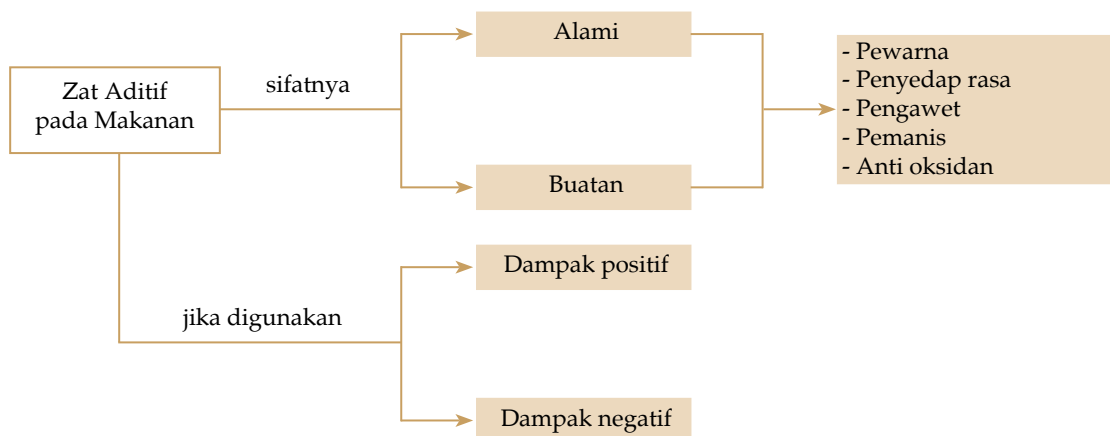 Zat Aditif
pada Makanan
sifatnya
Alami
Buatan
- Pewarna
- Penyedap rasa
- Pengawet
- Pemanis
- Anti oksidan
jika digunakan
Dampak positif
Dampak negatif